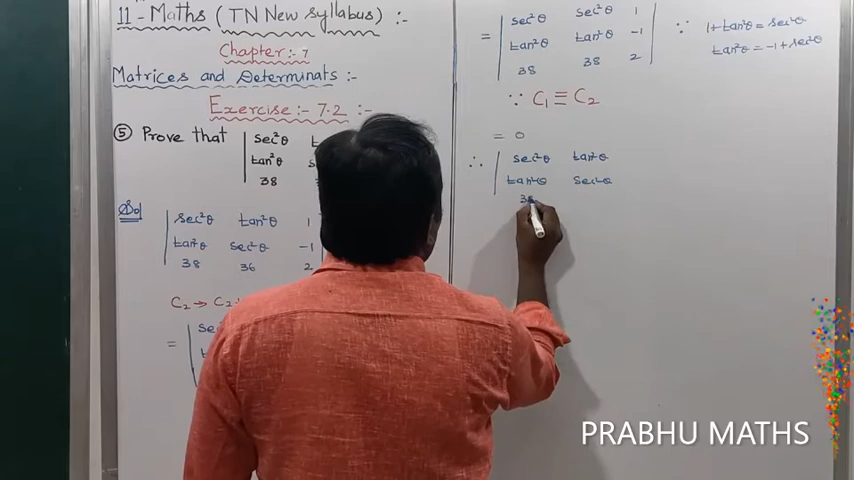 11 - Maths (TN New syllabus) :-
Chapter :- 7
Matrices and Determinats :-
Exercise :- 7.2 :-
⑤ Prove that | sec²θ
tan²θ
38
Sol | sec²θ tan²θ 1
tan²θ sec²θ -1
38 36 2
C₂ → C₂
= | sec²θ sec²θ 1 | ∵ 1+tan²θ = sec²θ
tan²θ tan²θ -1 tan²θ = -1+sec²θ
38 38 2
∵ C₁ ≡ C₂
= 0
∴ | sec²θ tan²θ
tan²θ sec²θ
38
PRABHU MATHS